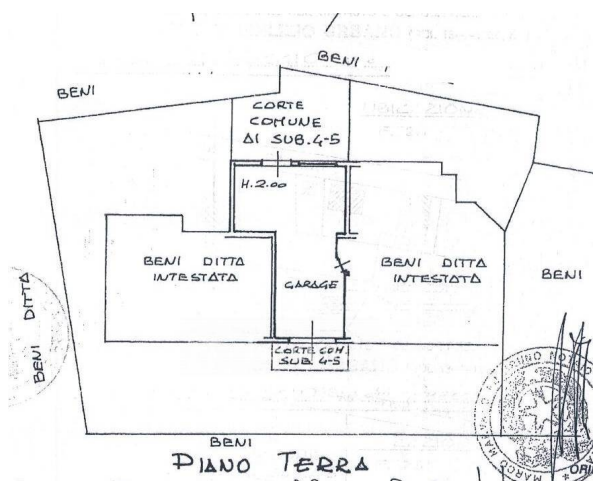 BENI
BENI
CORTE
COMUNE
AI SUB. 4-5
H. 2.00
BENI DITTA
INTESTATA
BENI DITTA
INTESTATA
GARAGE
BENI
BENI DITTA
CORTE COM.
SUB. 4-5
BENI
PIANO TERRA